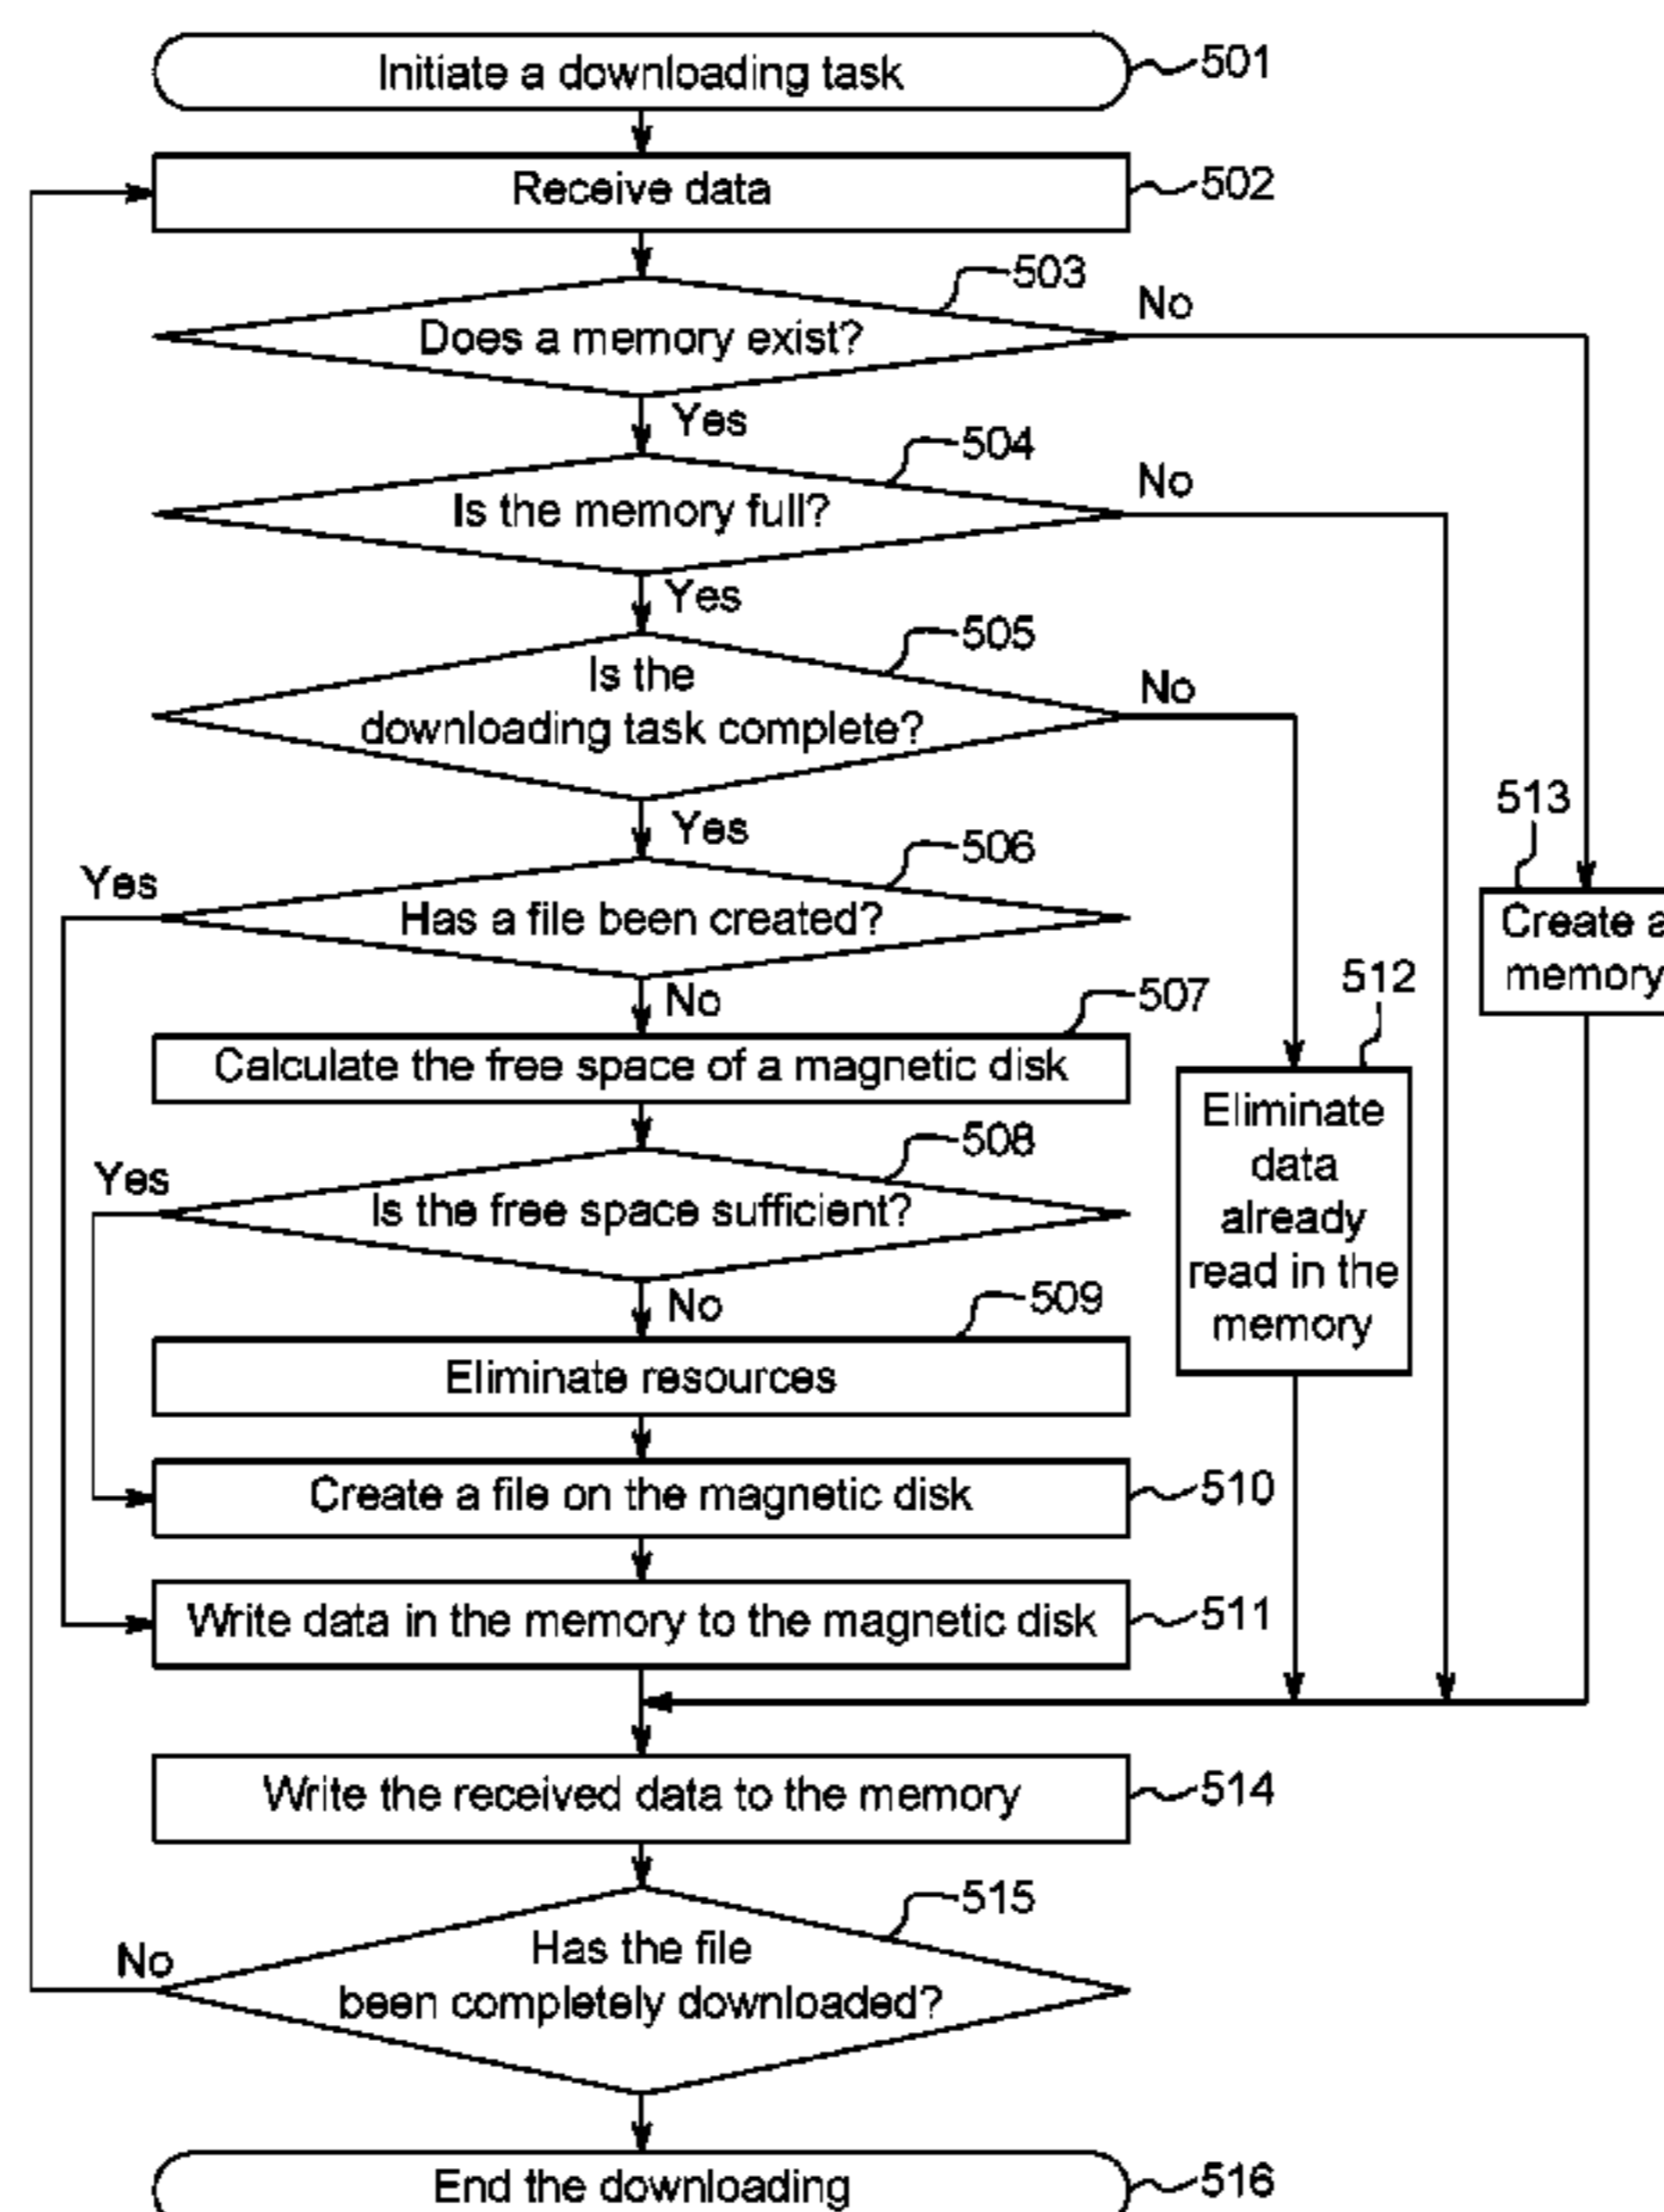 Initiate a downloading task
501
Receive data
502
503
Does a memory exist?
No
Yes
504
Is the memory full?
No
Yes
505
Is the
downloading task complete?
No
Yes
506
Yes
Has a file been created?
No
513
Create a
memory
512
Eliminate
data
already
read in the
memory
507
Calculate the free space of a magnetic disk
508
Yes
Is the free space sufficient?
No
509
Eliminate resources
Create a file on the magnetic disk
510
Write data in the memory to the magnetic disk
511
Write the received data to the memory
514
515
No
Has the file
been completely downloaded?
End the downloading
516